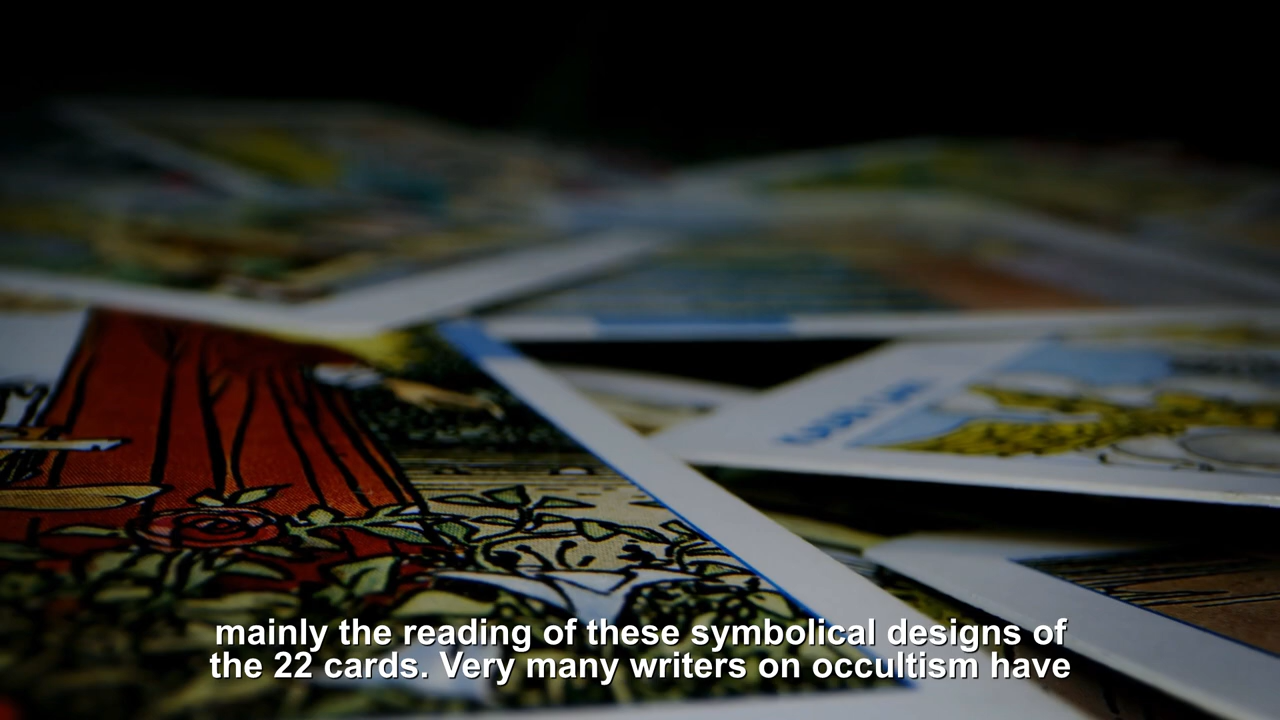 mainly the reading of these symbolical designs of
the 22 cards. Very many writers on occultism have